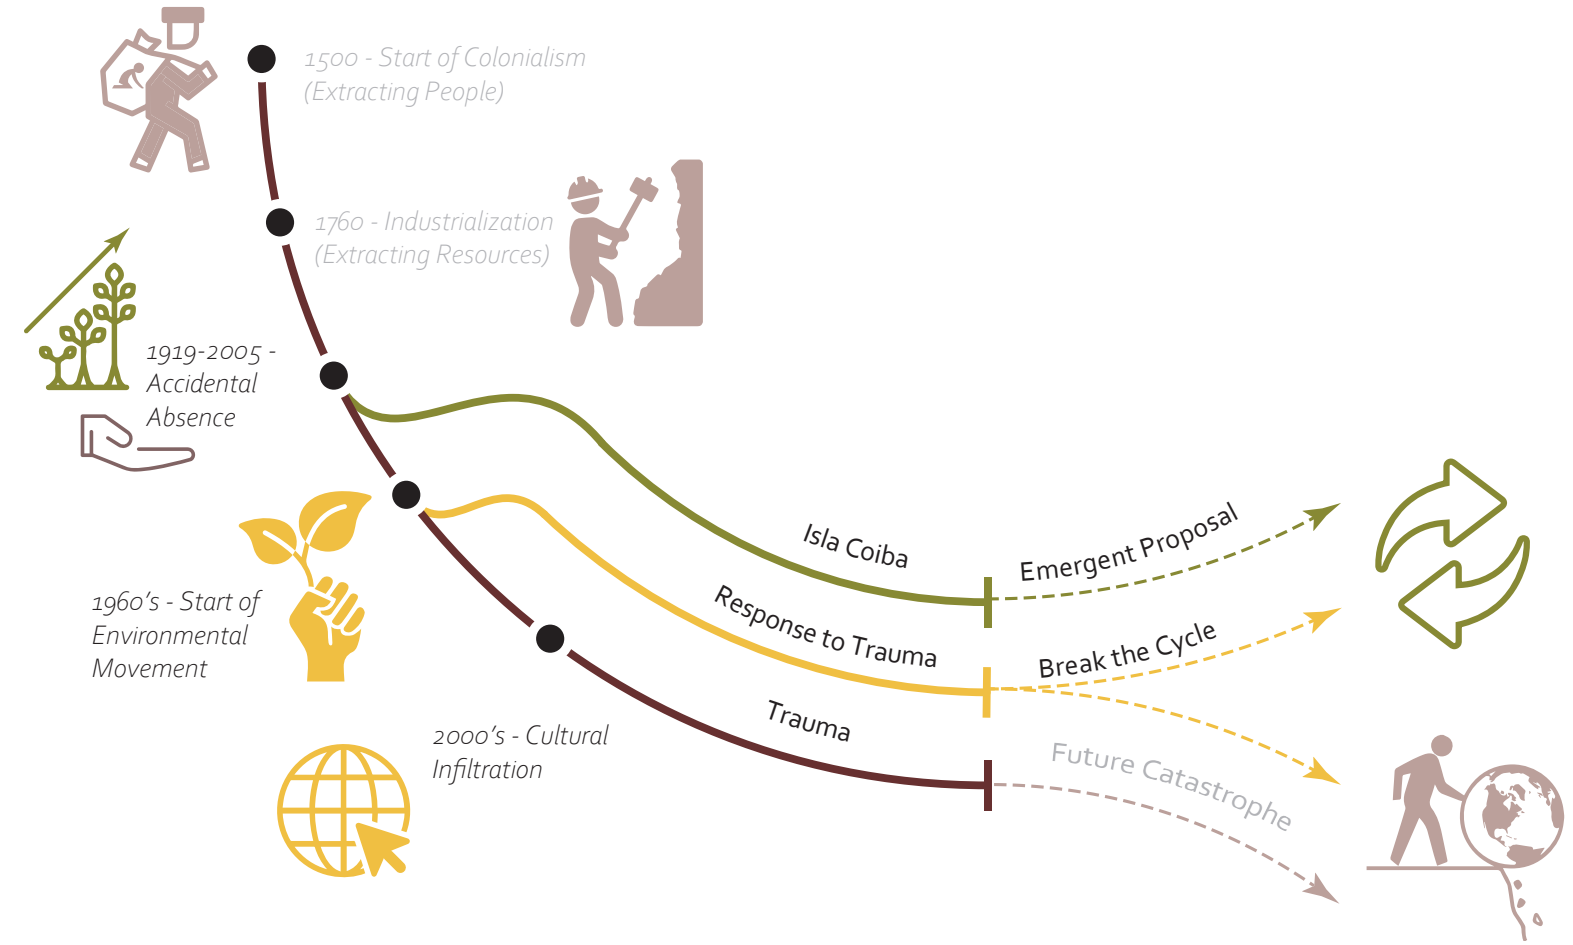 1500 - Start of Colonialism
(Extracting People)
1760 - Industrialization
(Extracting Resources)
1919-2005 -
Accidental
Absence
Isla Coiba
Emergent Proposal
1960's - Start of
Environmental
Movement
Response to Trauma
Break the Cycle
Trauma
2000's - Cultural
Infiltration
Future Catastrophe